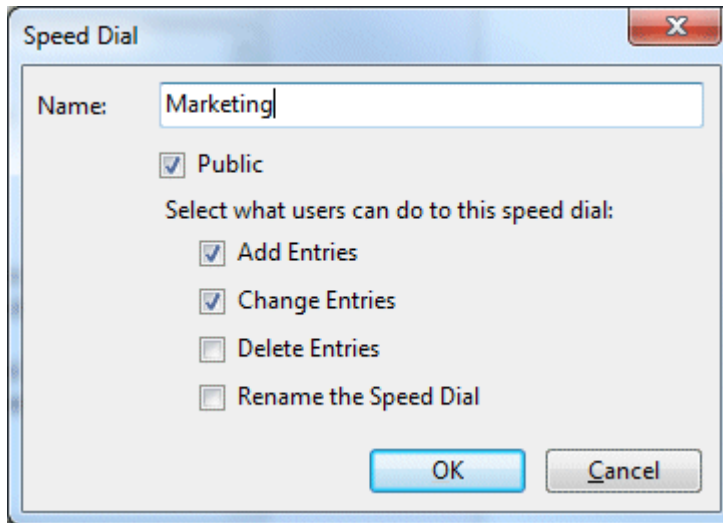 Speed Dial
Name: Marketing
Public
Select what users can do to this speed dial:
Add Entries
Change Entries
Delete Entries
Rename the Speed Dial
OK Cancel